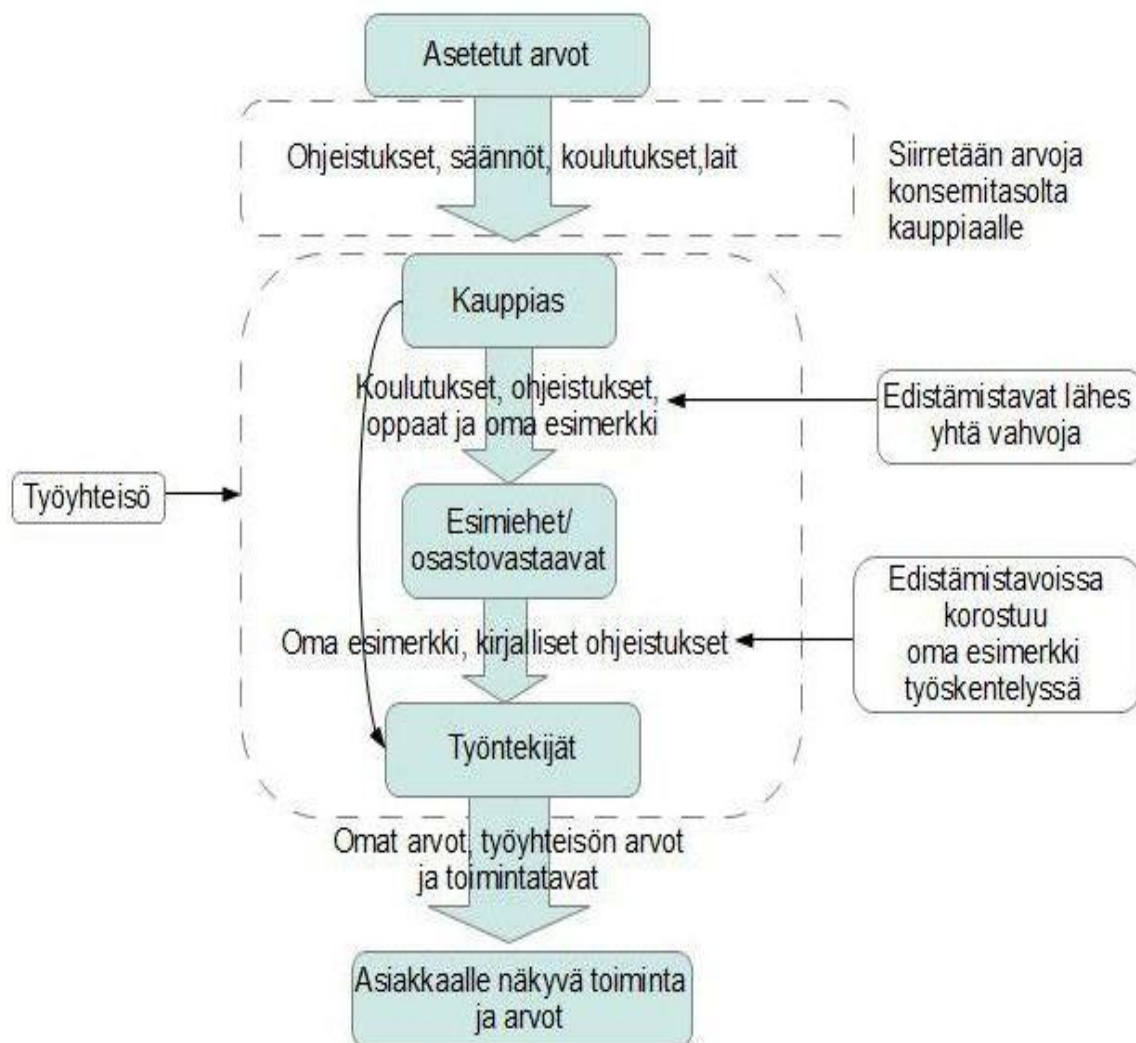 Asetetut arvot
Ohjeistukset, säännöt, koulutukset,lait
Siirretään arvoja
konsernitasolta
kauppiaalle
Kauppias
Koulutukset, ohjeistukset,
oppaat ja oma esimerkki
Edistämistavat lähes
yhtä vahvoja
Työyhteisö
Esimiehet/
osastovastaavat
Oma esimerkki, kirjalliset ohjeistukset
Edistämistavoissa
korostuu
oma esimerkki
työskentelyssä
Työntekijät
Omat arvot, työyhteisön arvot
ja toimintatavat
Asiakkaalle näkyvä toiminta
ja arvot